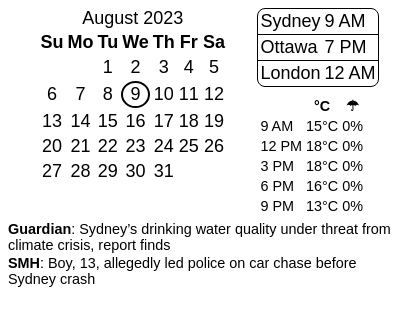 August 2023
Su Mo Tu We Th Fr Sa
1 2 3 4 5
6 7 8 9 10 11 12
13 14 15 16 17 18 19
20 21 22 23 24 25 26
27 28 29 30 31
Sydney 9 AM
Ottawa 7 PM
London 12 AM
°C ☂
9 AM 15°C 0%
12 PM 18°C 0%
3 PM 18°C 0%
6 PM 16°C 0%
9 PM 13°C 0%
Guardian: Sydney’s drinking water quality under threat from
climate crisis, report finds
SMH: Boy, 13, allegedly led police on car chase before
Sydney crash